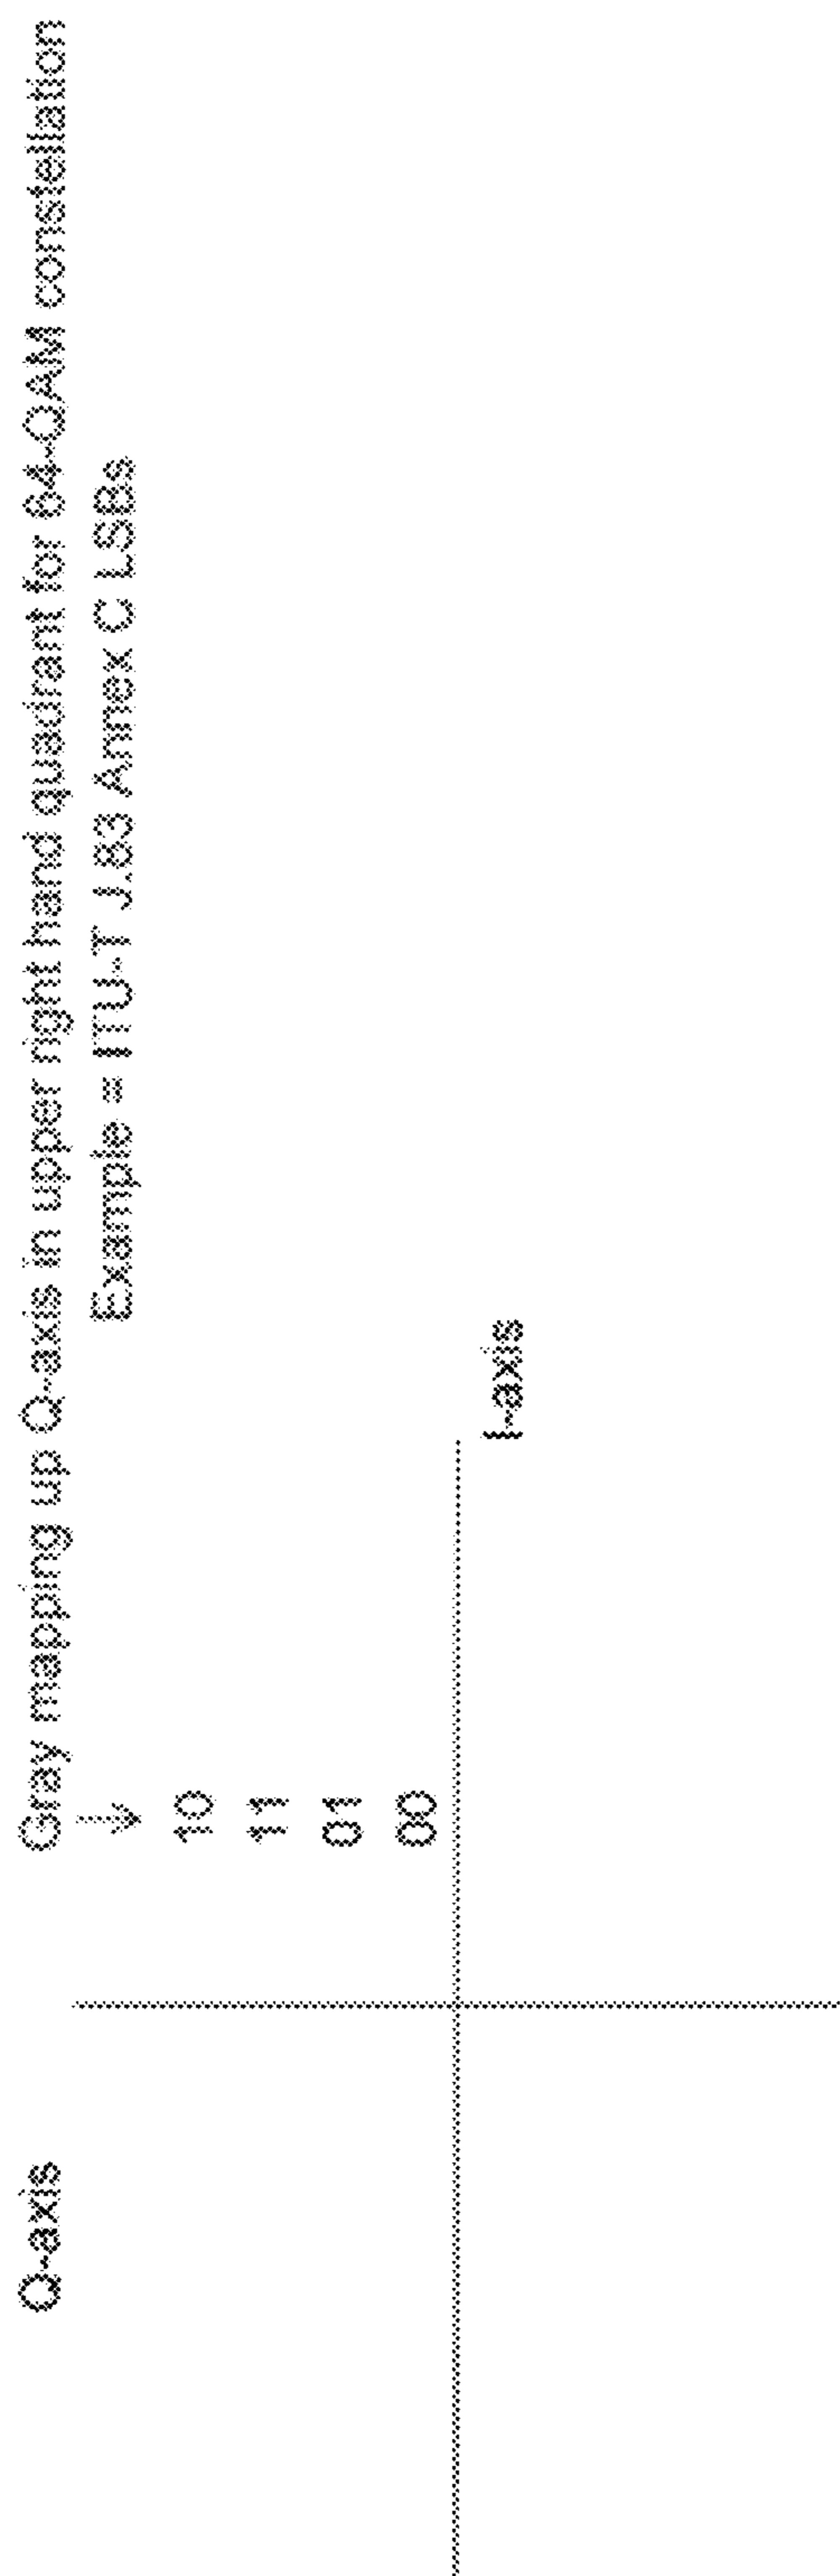 Q-axis
Gray mapping up Q-axis in upper right hand quadrant for 64-QAM constellation
Example = ITU-T J.83 Annex C LSBs
10
11
01
00
I-axis